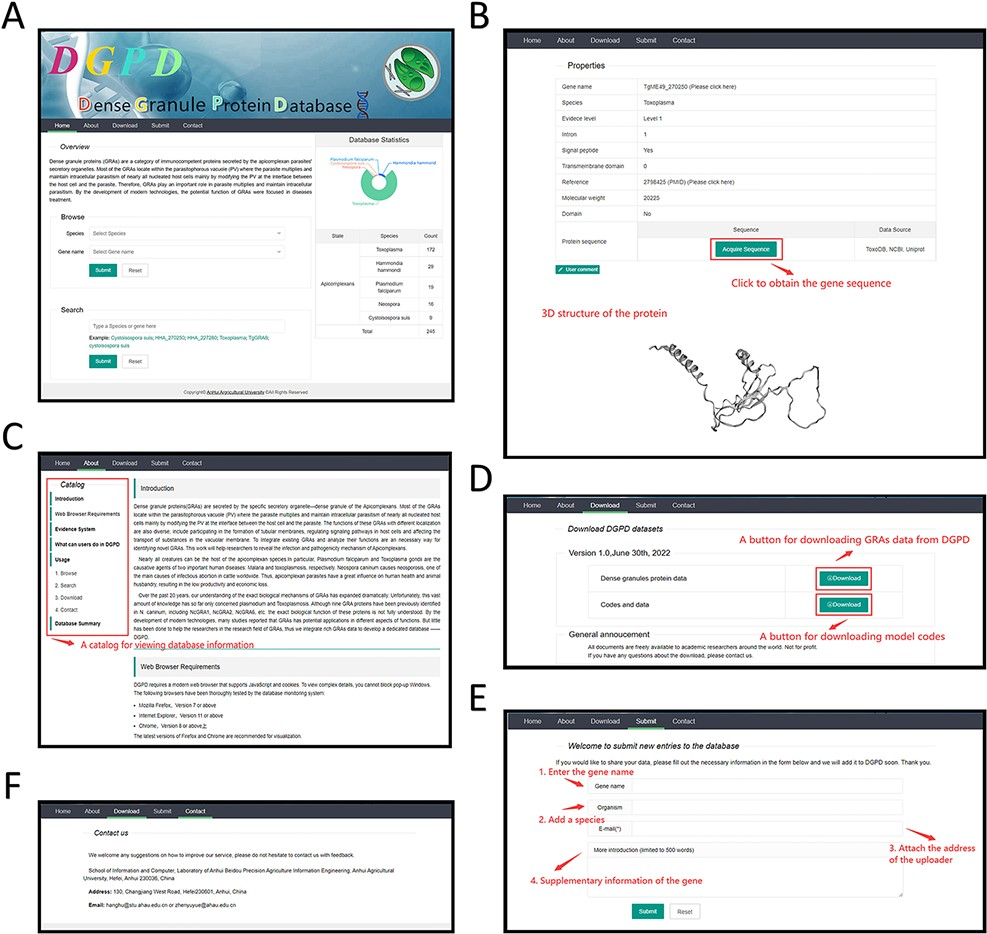 A
DGPD
Dense Granule Protein Database
Home About Download Submit Contact
Overview
Dense granule proteins (GRAs) are a category of immunocompetent proteins secreted by the apicomplexan parasites'
secretory organelles. Most of the GRAs locate within the parasitophorous vacuole (PV) where the parasite multiplies and
maintain intracellular parasitism of nearly all nucleated host cells mainly by modifying the PV at the interface between
the host cell and the parasite. Therefore, GRAs play an important role in parasite multiplies and maintain intracellular
parasitism. By the development of modern technologies, the potential function of GRAs were focused in diseases
treatment.
Browse
Species Select Species
Gene name Select Gene name
Submit Reset
Search
Type a Species or gene here
Example: Cystoisospora suis; HHA_270250; HHA_227280; Toxoplasma; TgGRA6;
cystoisospora suis
Submit Reset
Database Statistics
Plasmodium falciparum
Hammondia hammond
Cystoisospora suis
Neospora
Toxoplasma
State Species Count
Apicomplexans
Toxoplasma 172
Hammondia
hammondi 29
Plasmodium
falciparum 19
Neospora 16
Cystoisospora suis 9
Total 245
Copyright© AnHui Argricultural University ©All Rights Reserved.
B
Home About Download Submit Contact
Properties
Gene name TgME49_270250 (Please click here)
Species Toxoplasma
Evidece level Level 1
Intron 1
Signal peptide Yes
Transmembrane domain 0
Reference 2798425 (PMID) (Please click here)
Molecular weight 20225
Domain No
Protein sequence
Sequence Data Source
Acquire Sequence ToxoDB, NCBI, Uniprot
User comment
Click to obtain the gene sequence
3D structure of the protein
C
Home About Download Submit Contact
Catalog
Introduction
Web Browser Requirements
Evidence System
What can users do in DGPD
Usage
1. Browse
2. Search
3. Download
4. Contact
Database Summary
A catalog for viewing database information
Introduction
Dense granule proteins(GRAs) are secreted by the specific secretory organelle—dense granule of the Apicomplexans. Most of the GRAs
locate within the parasitophorous vacuole (PV) where the parasite multiplies and maintain intracellular parasitism of nearly all nucleated host
cells mainly by modifying the PV at the interface between the host cell and the parasite. The functions of these GRAs with different localization
are also diverse, include participating in the formation of tubular membranes, regulating signaling pathways in host cells and affecting the
transport of substances in the vacuolar membrane. To integrate existing GRAs and analyze their functions are an necessary way for
identifying novel GRAs. This work will help researchers to reveal the infection and pathogenicity mechanism of Apicomplexans.
Nearly all creatures can be the host of the apicomplexan species.In particular, Plasmodium falciparum and Toxoplasma gondii are the
causative agents of two important human diseases: Malaria and toxoplasmosis, respectively. Neospora caninum causes neosporosis, one of
the main causes of infectious abortion in cattle worldwide. Thus, apicomplexan parasites have a great influence on human health and animal
husbandry, resulting in the low productivity and economic loss.
Over the past 20 years, our understanding of the exact biological mechanisms of GRAs has expanded dramatically. Unfortunately, this vast
amount of knowledge has so far only concerned plasmodium and Toxoplasmosis. Although nine GRA proteins have been previously identified
in N. caninum, including NcGRA1, NcGRA2, NcGRA6, etc. the exact biological function of these proteins is not fully understood. By the
development of modern technologies, many studies reported that GRAs has potential applications in different aspects of functions. But little
has been done to help the researchers in the research field of GRAs, thus we integrate rich GRAs data to develop a dedicated database ——
DGPD.
Web Browser Requirements
DGPD requires a modern web browser that supports JavaScript and cookies. To view complex details, you cannot block pop-up Windows.
The following browsers have been thoroughly tested by the database monitoring system:
• Mozilla Firefox, Version 7 or above
• Internet Explorer, Version 11 or above
• Chrome, Version 8 or above之
The latest versions of Firefox and Chrome are recommended for visualization.
D
Home About Download Submit Contact
Download DGPD datasets
Version 1.0,June 30th, 2022
A button for downloading GRAs data from DGPD
Dense granules protein data Download
Codes and data Download
A button for downloading model codes
General annoucement
All documents are freely available to academic researchers around the world. Not for profit.
If you have any questions about the download, please contact us.
E
Home About Download Submit Contact
Welcome to submit new entries to the database
If you would like to share your data, please fill out the necessary information in the form below and we will add it to DGPD soon. Thank you:
1. Enter the gene name
Gene name
Organism
2. Add a species
E-mail(*)
More introduction (limited to 500 words)
3. Attach the address
of the uploader
4. Supplementary information of the gene
Submit Reset
F
Home About Download Submit Contact
Contact us
We welcome any suggestions on how to improve our service, please do not hesitate to contact us with feedback.
School of Information and Computer, Laboratory of Anhui Beidou Precision Agriculture Information Engineering, Anhui Agricultural
University, Hefei, Anhui 230036, China
Address: 130, Changjiang West Road, Hefei230601, Anhui, China
Email: hanghu@stu.ahau.edu.cn or zhenyuyue@ahau.edu.cn